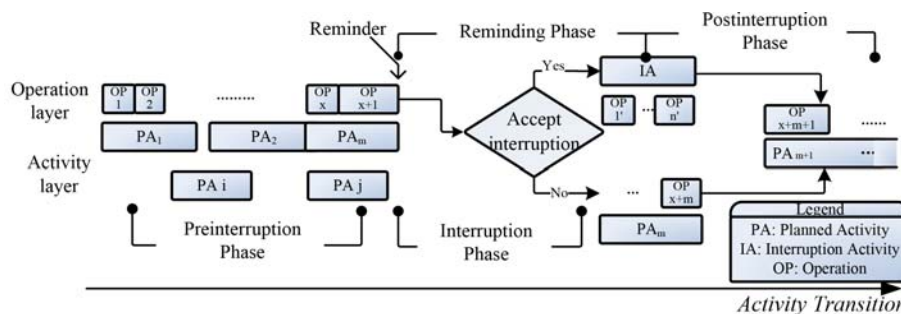 Reminder
Reminding Phase
Postinterruption
Phase
Operation
layer
OP
1
OP
2
.........
OP
x
OP
x+1
Yes
IA
OP
1'
...
OP
n'
Accept
interruption
OP
x+m+1
......
PA1
PA2
PAm
PA m+1
...
Activity
layer
PA i
PA j
No
...
OP
x+m
PAm
Preinterruption
Phase
Interruption
Phase
Legend
PA: Planned Activity
IA: Interruption Activity
OP: Operation
Activity Transition